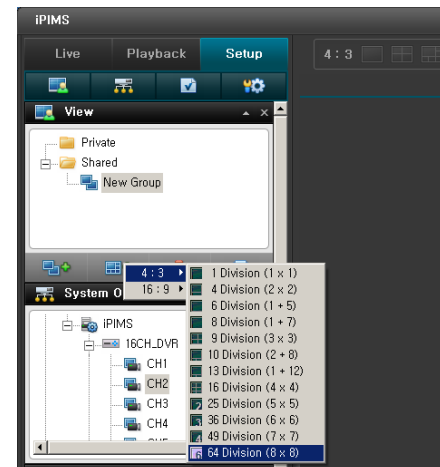 iPIMS
Live Playback Setup 4 : 3
View
Private
Shared
New Group
4 : 3
16 : 9
1 Division (1 x 1)
4 Division (2 x 2)
6 Division (1 + 5)
8 Division (1 + 7)
9 Division (3 x 3)
10 Division (2 + 8)
13 Division (1 + 12)
16 Division (4 x 4)
25 Division (5 x 5)
36 Division (6 x 6)
49 Division (7 x 7)
64 Division (8 x 8)
System O
iPIMS
16CH_DVR
CH1
CH2
CH3
CH4